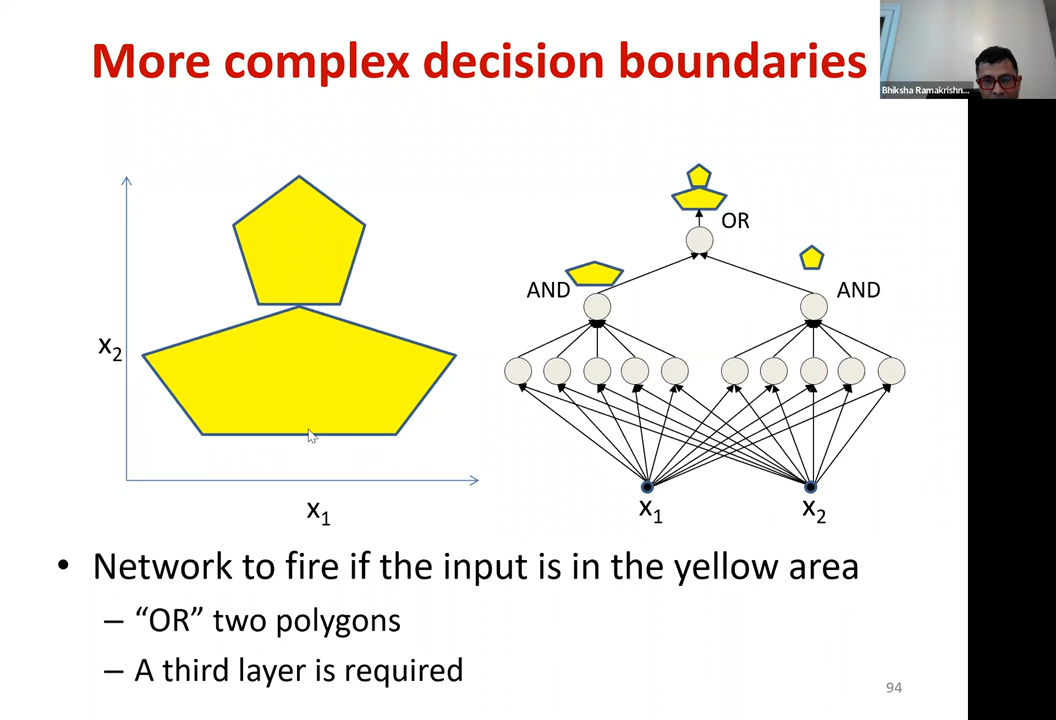 More complex decision boundaries
Bhiksha Ramakrishn...
x2
x1
OR
AND
AND
x1
x2
• Network to fire if the input is in the yellow area
– “OR” two polygons
– A third layer is required
94